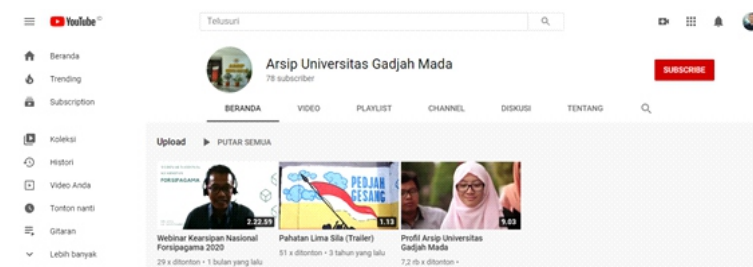 YouTube ID
Telusuri
Beranda
Trending
Subscription
Koleksi
Histori
Video Anda
Tonton nanti
Gitaran
Lebih banyak
Arsip Universitas Gadjah Mada
78 subscriber
SUBSCRIBE
BERANDA VIDEO PLAYLIST CHANNEL DISKUSI TENTANG
Upload PUTAR SEMUA
FORSIPAGAMA
2.22.59
PEDJAH
GESANG
1.13
9.03
Webinar Kearsipan Nasional
Forsipagama 2020
29 x ditonton • 1 bulan yang lalu
Pahatan Lima Sila (Trailer)
51 x ditonton • 3 tahun yang lalu
Profil Arsip Universitas
Gadjah Mada
7,2 rb x ditonton •